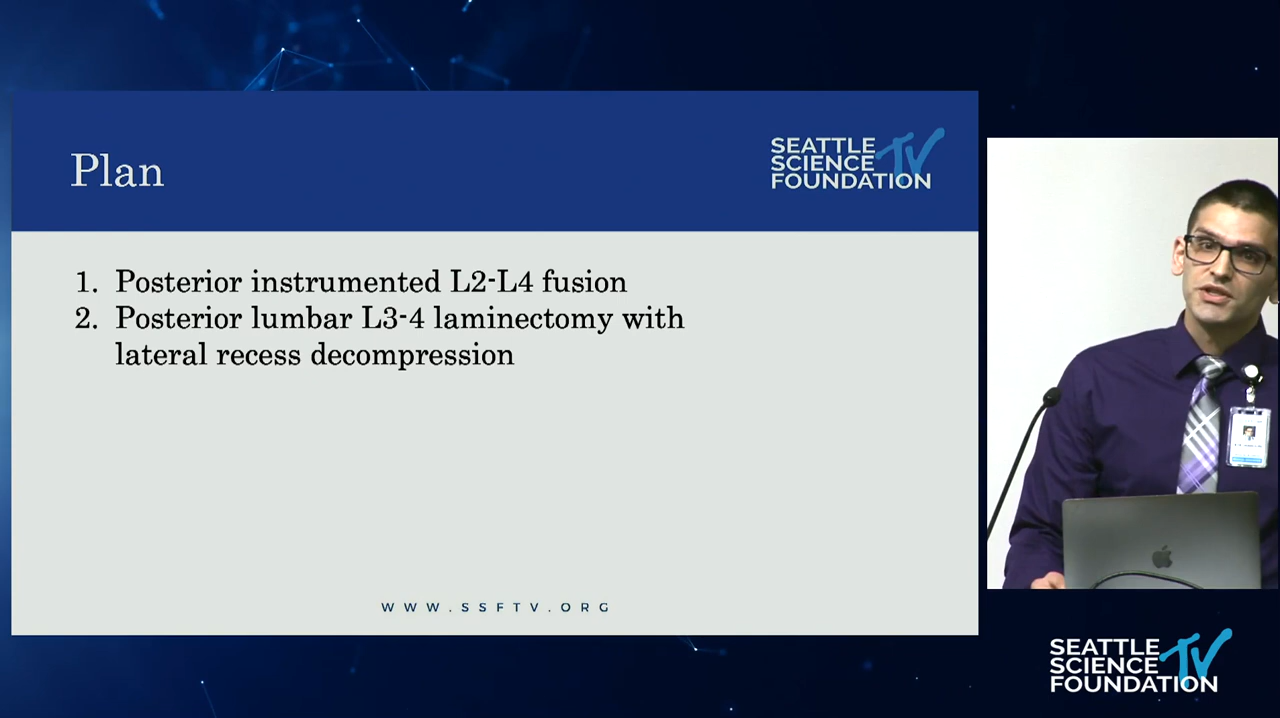 Plan
SEATTLE
SCIENCE TV
FOUNDATION
1. Posterior instrumented L2-L4 fusion
2. Posterior lumbar L3-4 laminectomy with
lateral recess decompression
WWW.SSFTV.ORG
SEATTLE
SCIENCE TV
FOUNDATION